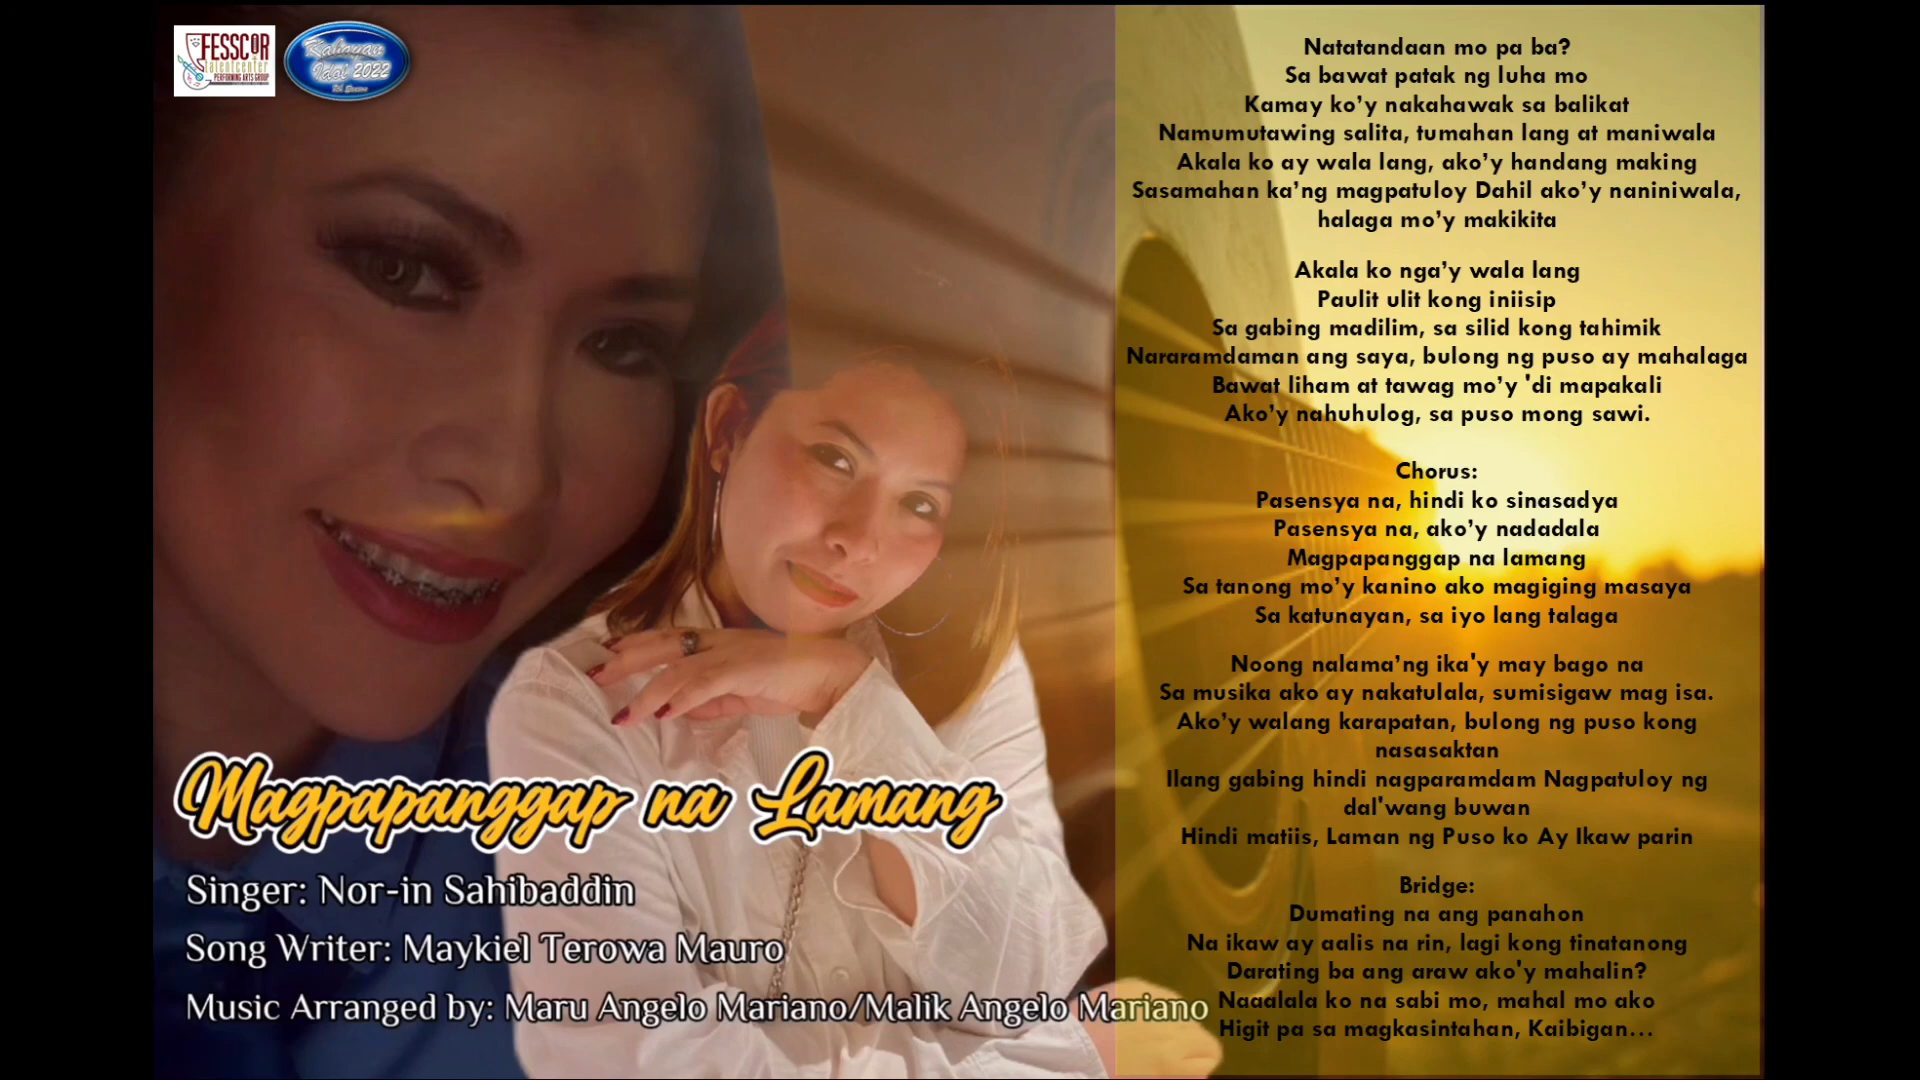 FESSCOR
talentcenter
PERFORMING ARTS GROUP
Kabayan
Idol 2022
Magpapanggap na Lamang
Singer: Nor-in Sahibaddin
Song Writer: Maykiel Terowa Mauro
Music Arranged by: Maru Angelo Mariano/Malik Angelo Mariano
Natatandaan mo pa ba?
Sa bawat patak ng luha mo
Kamay ko’y nakahawak sa balikat
Namumutawing salita, tumahan lang at maniwala
Akala ko ay wala lang, ako’y handang making
Sasamahan ka’ng magpatuloy Dahil ako’y naniniwala,
halaga mo’y makikita
Akala ko nga’y wala lang
Paulit ulit kong iniisip
Sa gabing madilim, sa silid kong tahimik
Nararamdaman ang saya, bulong ng puso ay mahalaga
Bawat liham at tawag mo’y 'di mapakali
Ako’y nahuhulog, sa puso mong sawi.
Chorus:
Pasensya na, hindi ko sinasadya
Pasensya na, ako’y nadadala
Magpapanggap na lamang
Sa tanong mo’y kanino ako magiging masaya
Sa katunayan, sa iyo lang talaga
Noong nalama’ng ika'y may bago na
Sa musika ako ay nakatulala, sumisigaw mag isa.
Ako’y walang karapatan, bulong ng puso kong
nasasaktan
Ilang gabing hindi nagparamdam Nagpatuloy ng
dal'wang buwan
Hindi matiis, Laman ng Puso ko Ay Ikaw parin
Bridge:
Dumating na ang panahon
Na ikaw ay aalis na rin, lagi kong tinatanong
Darating ba ang araw ako'y mahalin?
Naaalala ko na sabi mo, mahal mo ako
Higit pa sa magkasintahan, Kaibigan...